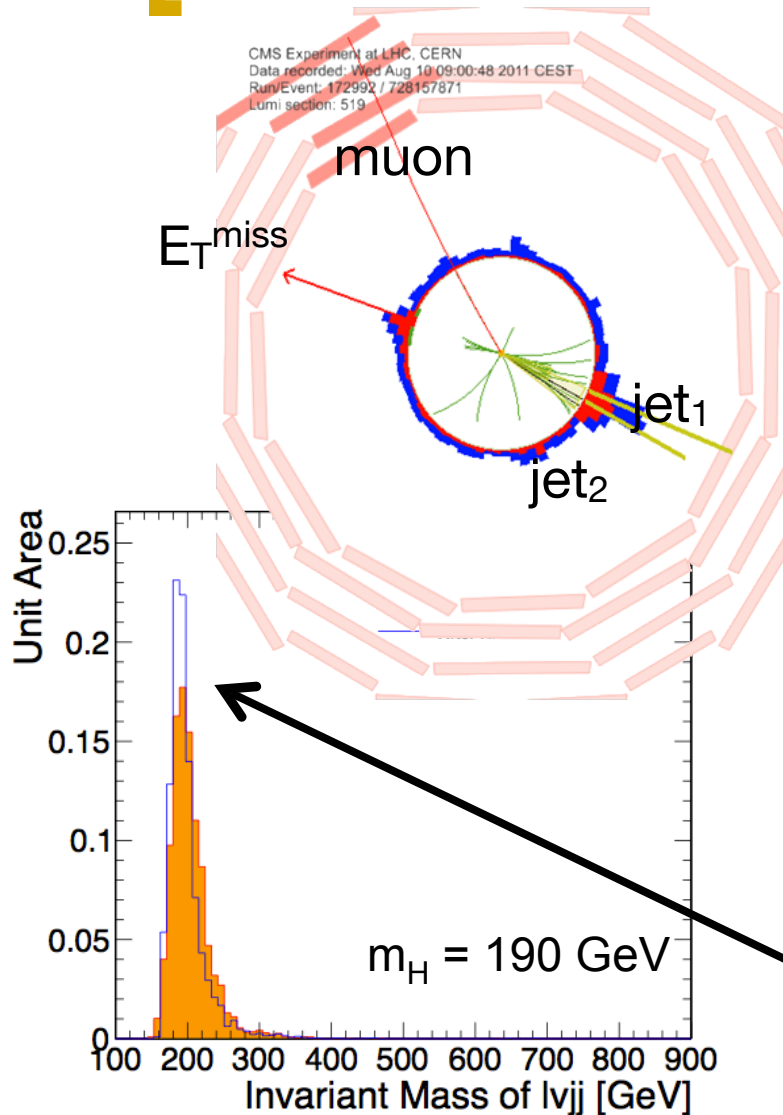 CMS Experiment at LHC, CERN
Data recorded: Wed Aug 10 09:00:48 2011 CEST
Run/Event: 172992 / 728157871
Lumi section: 519
muon
E_T^miss
jet₁
jet₂
Unit Area
0.25
0.2
0.15
0.1
0.05
0
m_H = 190 GeV
100 200 300 400 500 600 700 800 900
Invariant Mass of lvjj [GeV]